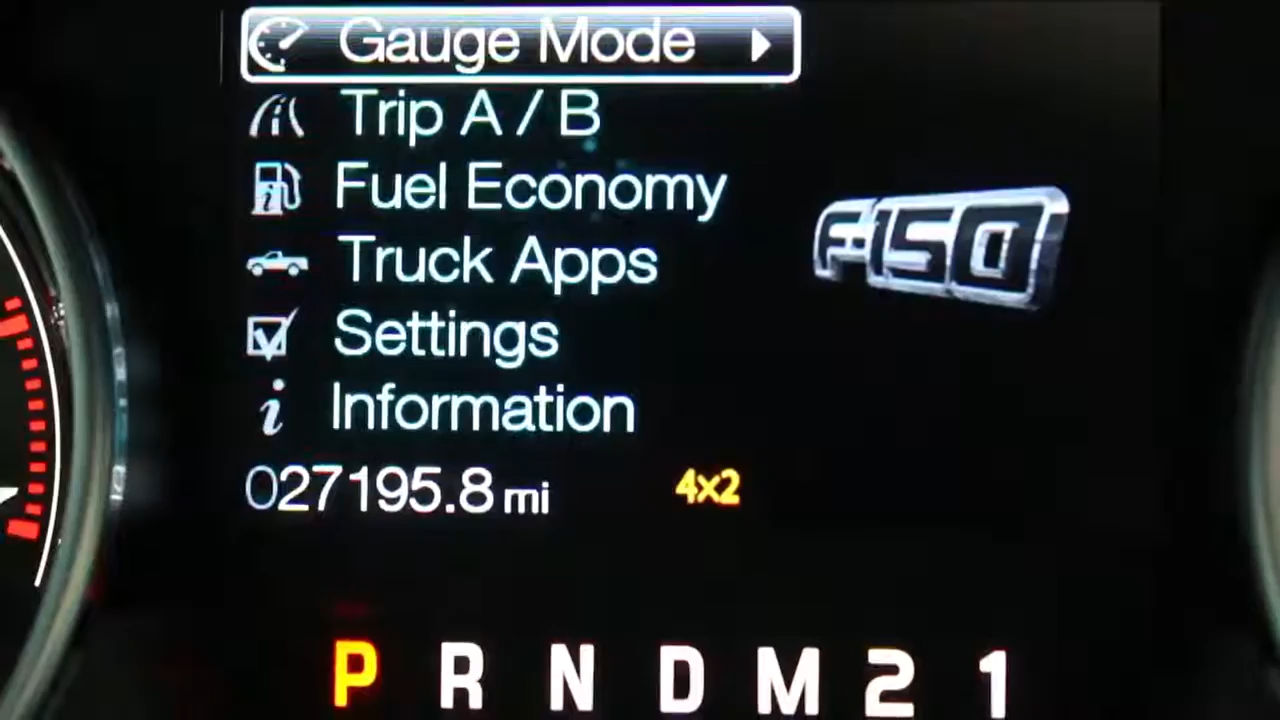 Gauge Mode
Trip A / B
Fuel Economy
F-150
Truck Apps
Settings
Information
027195.8 mi 4x2
P R N D M 2 1